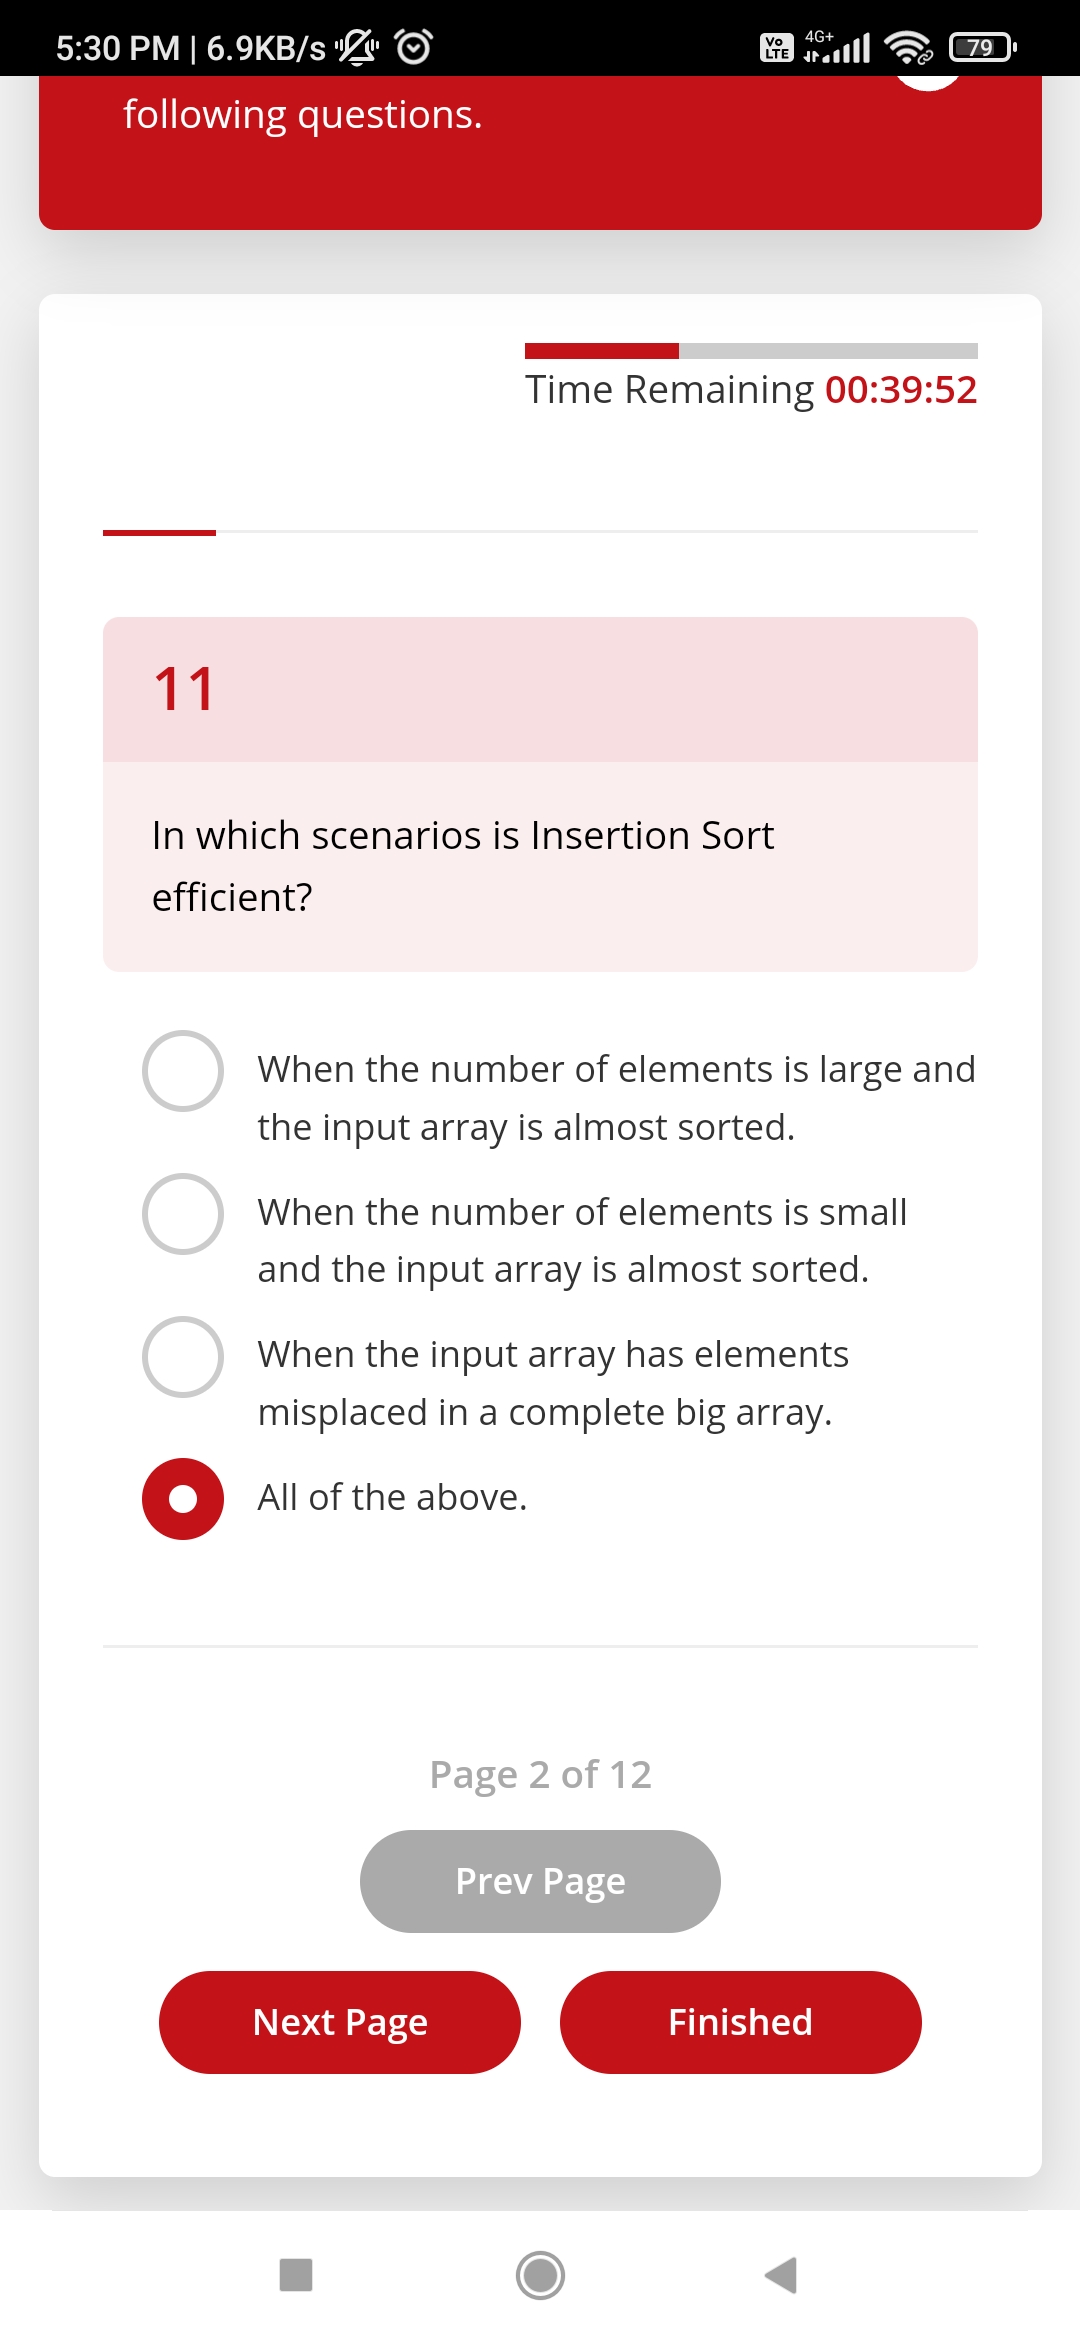 5:30 PM | 6.9KB/s
Vo LTE 4G+ 79
following questions.
Time Remaining 00:39:52
11
In which scenarios is Insertion Sort
efficient?
When the number of elements is large and
the input array is almost sorted.
When the number of elements is small
and the input array is almost sorted.
When the input array has elements
misplaced in a complete big array.
All of the above.
Page 2 of 12
Prev Page
Next Page
Finished